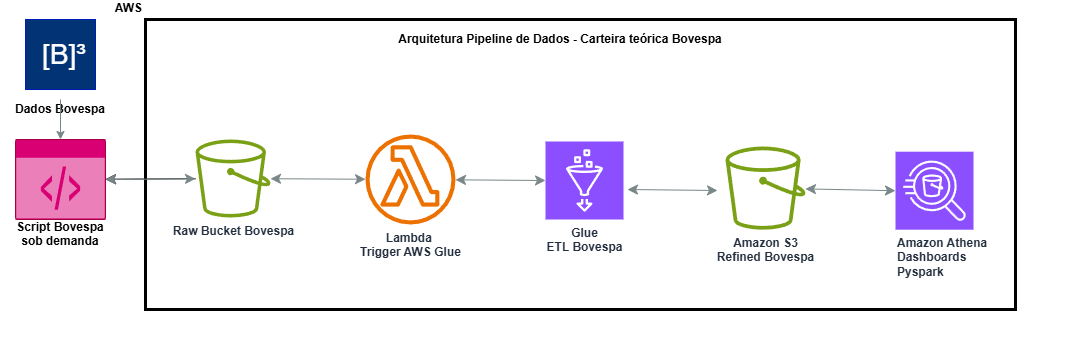 AWS
[B]³
Arquitetura Pipeline de Dados - Carteira teórica Bovespa
Dados Bovespa
</>
Script Bovespa
sob demanda
Raw Bucket Bovespa
Lambda
Trigger AWS Glue
Glue
ETL Bovespa
Amazon S3
Refined Bovespa
Amazon Athena
Dashboards
Pyspark